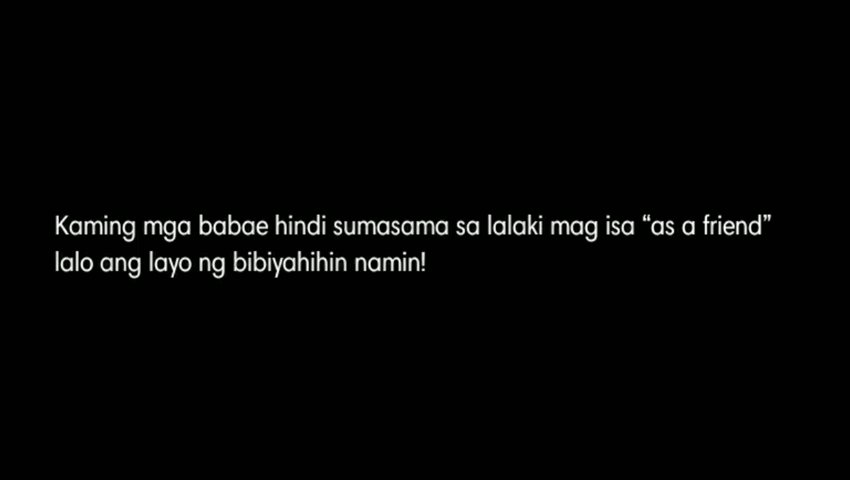 Kaming mga babae hindi sumasama sa lalaki mag isa “as a friend”
lalo ang layo ng bibiyahihin namin!